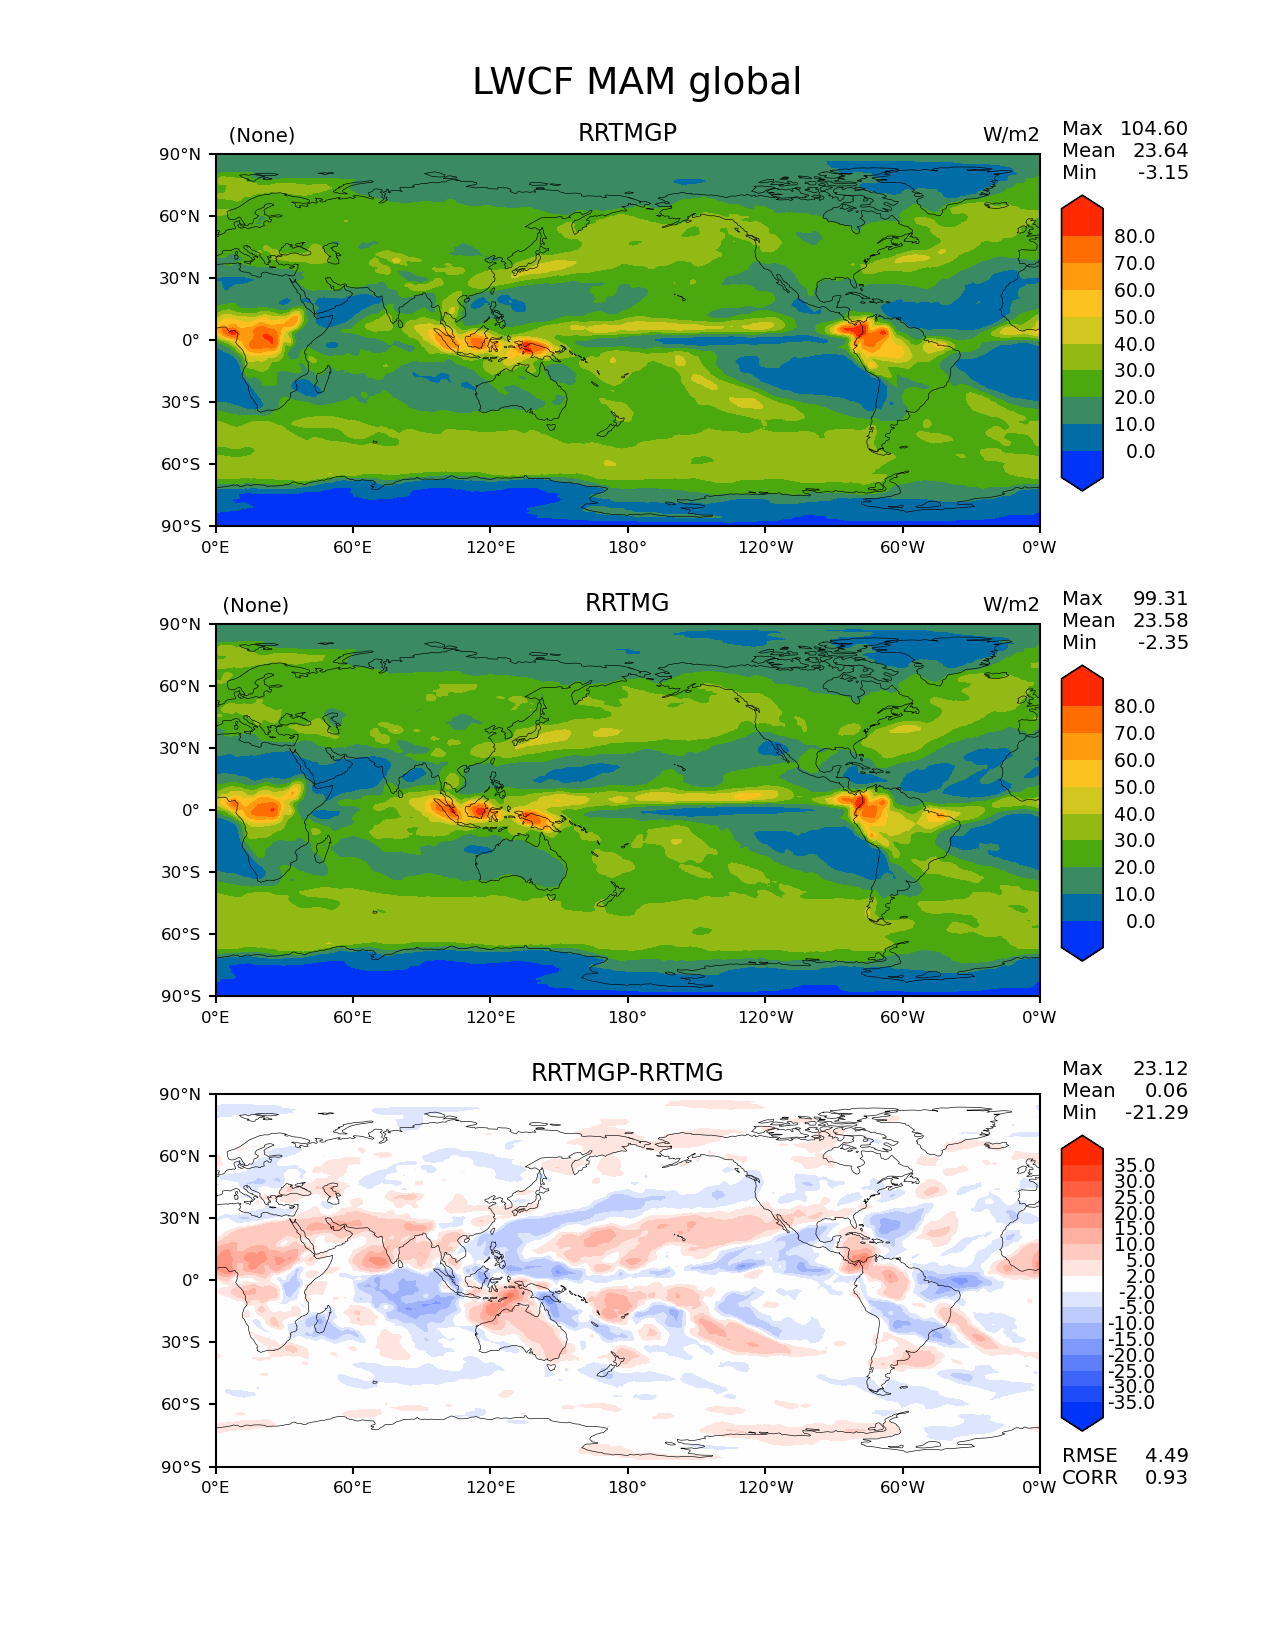 LWCF MAM global
(None) RRTMGP W/m2
Max 104.60
Mean 23.64
Min -3.15
90°N
60°N
30°N
0°
30°S
60°S
90°S
0°E 60°E 120°E 180° 120°W 60°W 0°W
80.0
70.0
60.0
50.0
40.0
30.0
20.0
10.0
0.0
(None) RRTMG W/m2
Max 99.31
Mean 23.58
Min -2.35
90°N
60°N
30°N
0°
30°S
60°S
90°S
0°E 60°E 120°E 180° 120°W 60°W 0°W
80.0
70.0
60.0
50.0
40.0
30.0
20.0
10.0
0.0
RRTMGP-RRTMG
Max 23.12
Mean 0.06
Min -21.29
90°N
60°N
30°N
0°
30°S
60°S
90°S
0°E 60°E 120°E 180° 120°W 60°W 0°W
35.0
30.0
25.0
20.0
15.0
10.0
5.0
2.0
-2.0
-5.0
-10.0
-15.0
-20.0
-25.0
-30.0
-35.0
RMSE 4.49
CORR 0.93